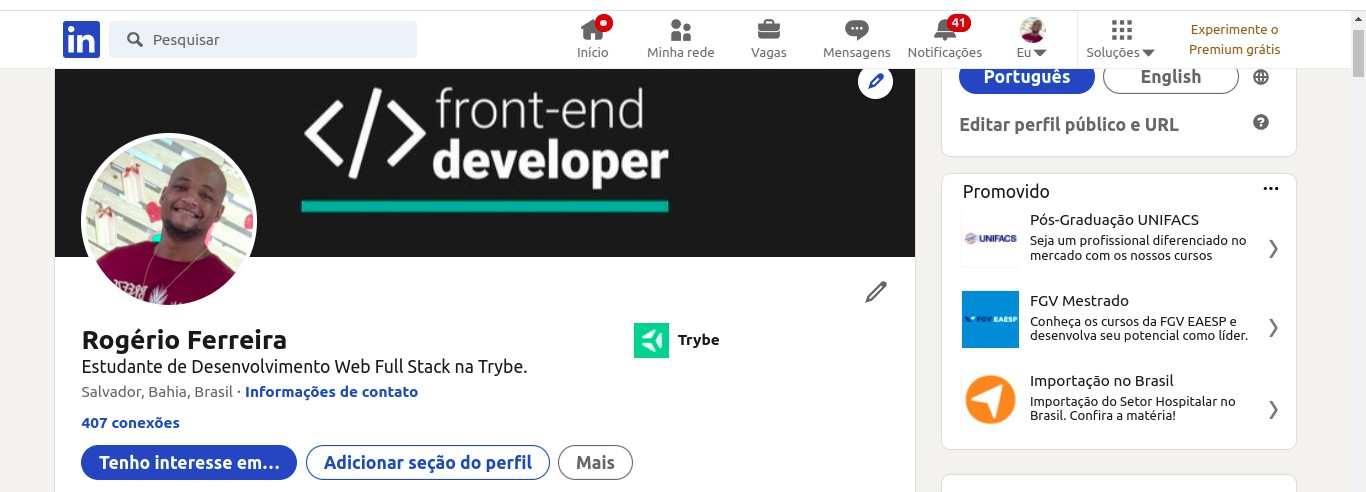 in
Pesquisar
Início
Minha rede
Vagas
Mensagens
41
Notificações
Eu
Soluções
Experimente o
Premium grátis
</> front-end
developer
Rogério Ferreira
Estudante de Desenvolvimento Web Full Stack na Trybe.
Salvador, Bahia, Brasil · Informações de contato
407 conexões
Tenho interesse em...
Adicionar seção do perfil
Mais
Trybe
Português
English
Editar perfil público e URL
?
Promovido
UNIFACS
Pós-Graduação UNIFACS
Seja um profissional diferenciado no
mercado com os nossos cursos
FGV EAESP
FGV Mestrado
Conheça os cursos da FGV EAESP e
desenvolva seu potencial como líder.
Importação no Brasil
Importação do Setor Hospitalar no
Brasil. Confira a matéria!